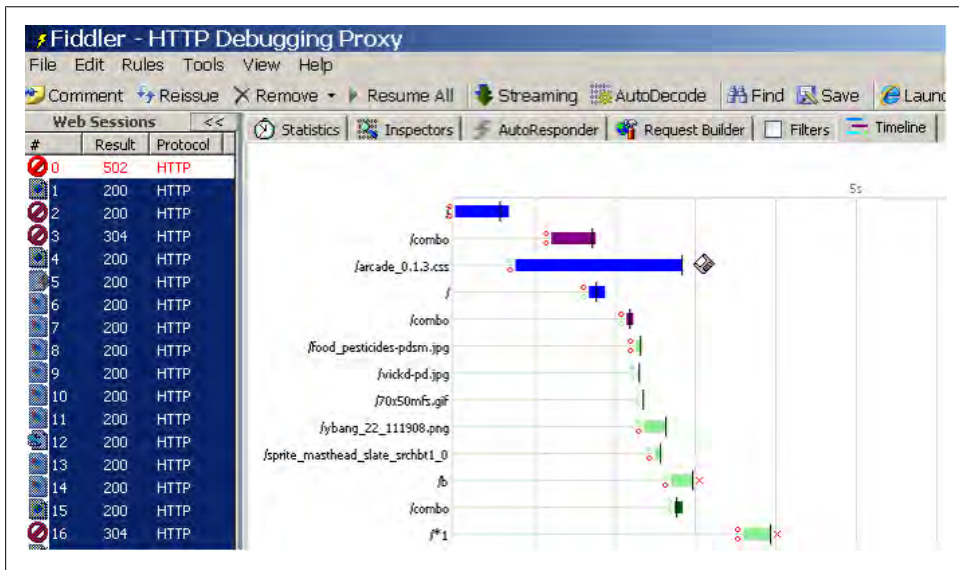 Fiddler - HTTP Debugging Proxy
File Edit Rules Tools View Help
Comment Reissue Remove Resume All Streaming AutoDecode Find Save
Web Sessions <<
Statistics Inspectors AutoResponder Request Builder Filters Timeline
# Result Protocol
0 502 HTTP
1 200 HTTP
2 200 HTTP
3 304 HTTP
4 200 HTTP
5 200 HTTP
6 200 HTTP
7 200 HTTP
8 200 HTTP
9 200 HTTP
10 200 HTTP
11 200 HTTP
12 200 HTTP
13 200 HTTP
14 200 HTTP
15 200 HTTP
16 304 HTTP
5s
/combo
/arcade_0.1.3.css
/
/combo
/food_pesticides-pdsm.jpg
/vickd-pd.jpg
/70x50mfs.gif
/ybang_22_111908.png
/sprite_masthead_slate_srchbt1_0
/b
/combo
/*1